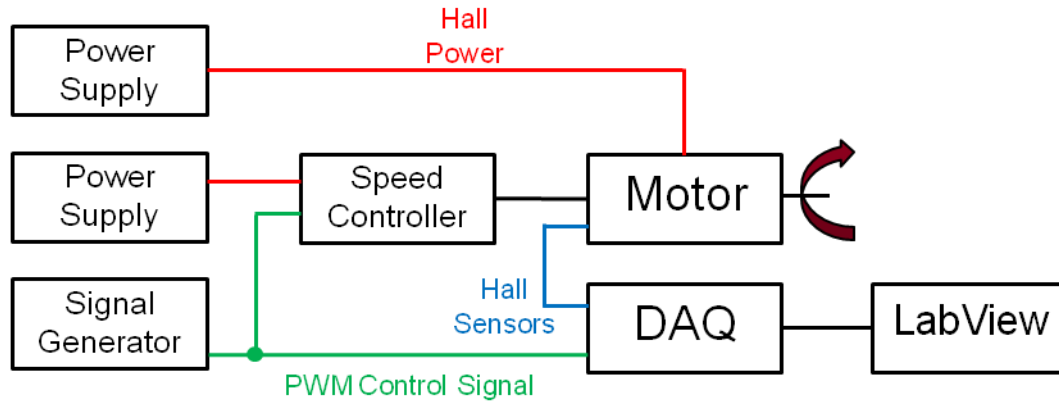 Hall
Power
Power
Supply
Power
Supply
Speed
Controller
Motor
Signal
Generator
Hall
Sensors
DAQ
LabView
PWM Control Signal